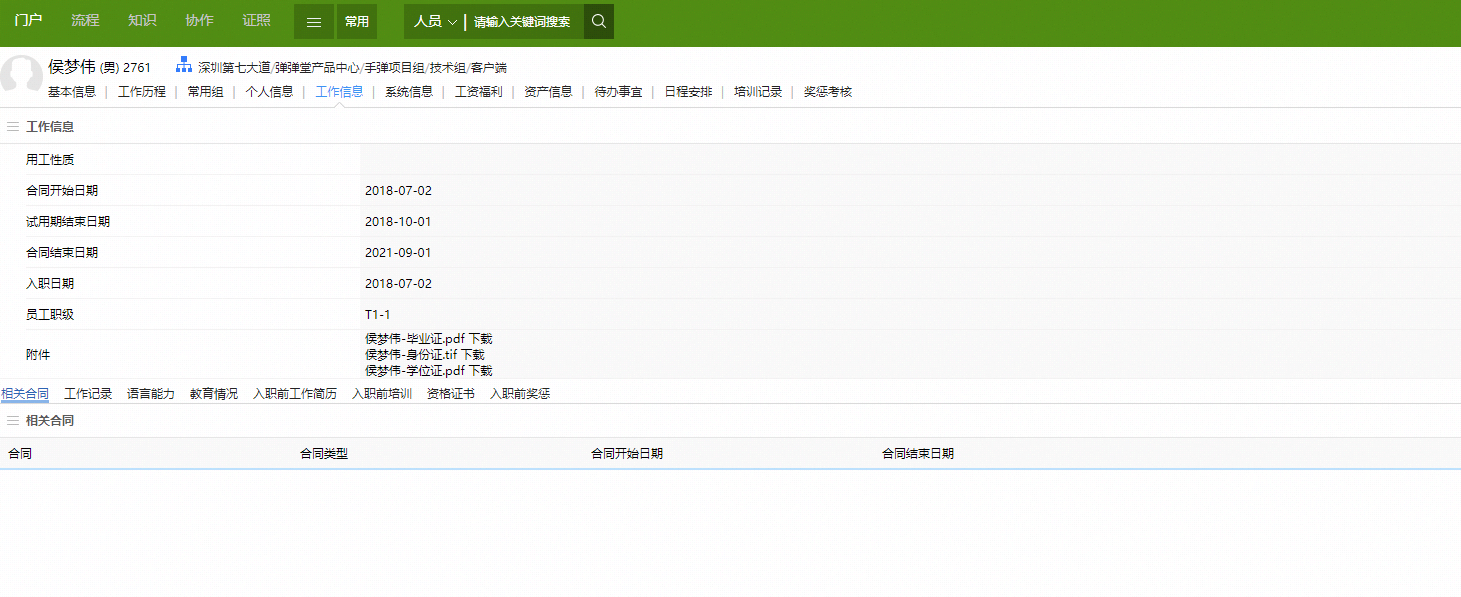 门户 流程 知识 协作 证照 常用 人员 请输入关键词搜索
侯梦伟 (男) 2761 深圳第七大道/弹弹堂产品中心/手弹项目组/技术组/客户端
基本信息 | 工作历程 | 常用组 | 个人信息 | 工作信息 | 系统信息 | 工资福利 | 资产信息 | 待办事宜 | 日程安排 | 培训记录 | 奖惩考核
工作信息
用工性质
合同开始日期 2018-07-02
试用期结束日期 2018-10-01
合同结束日期 2021-09-01
入职日期 2018-07-02
员工职级 T1-1
侯梦伟-毕业证.pdf 下载
附件 侯梦伟-身份证.tif 下载
侯梦伟-学位证.pdf 下载
相关合同 工作记录 语言能力 教育情况 入职前工作简历 入职前培训 资格证书 入职前奖惩
相关合同
合同 合同类型 合同开始日期 合同结束日期